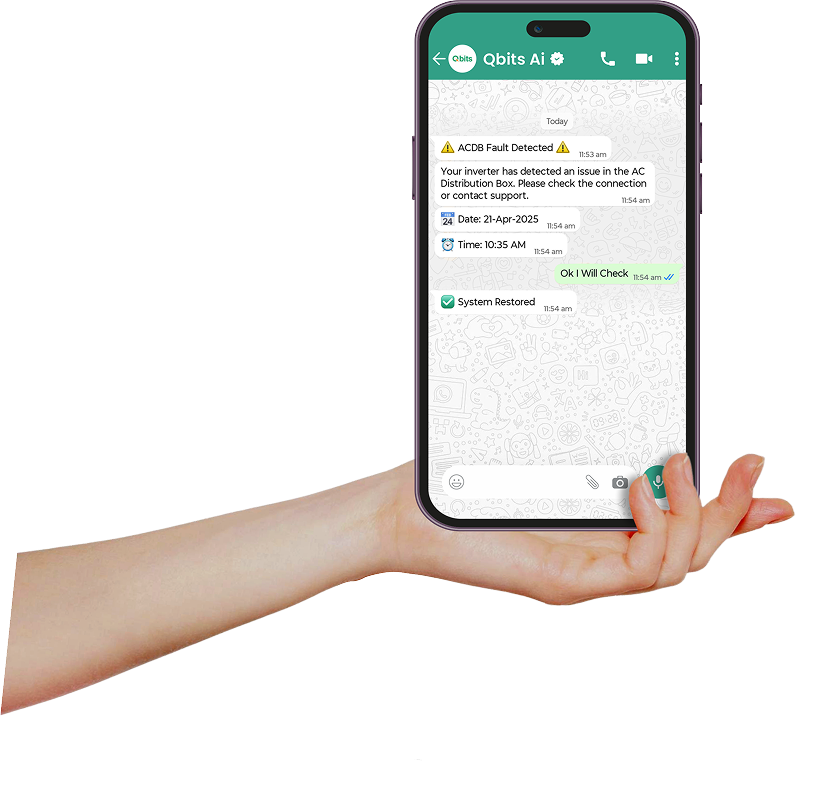 Qbits
Qbits Ai
Today
⚠️ ACDB Fault Detected ⚠️ 11:53 am
Your inverter has detected an issue in the AC
Distribution Box. Please check the connection
or contact support.
11:54 am
24 Date: 21-Apr-2025 11:54 am
Time: 10:35 AM 11:54 am
Ok I Will Check 11:54 am
System Restored 11:54 am
Hi
09:20